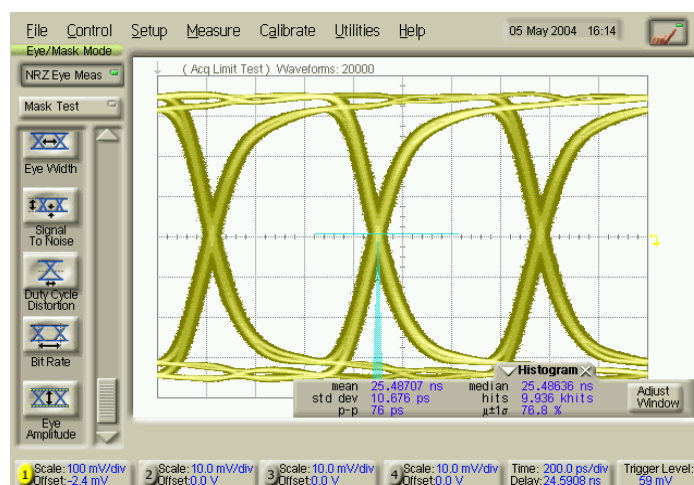 File Control Setup Measure Calibrate Utilities Help 05 May 2004 16:14
Eye/Mask Mode
NRZ Eye Meas
Mask Test
( Acq Limit Test ) Waveforms: 20000
Eye Width
Signal
To Noise
Duty Cycle
Distortion
Bit Rate
Eye
Amplitude
Histogram
mean 25.48707 ns median 25.48636 ns
std dev 10.676 ps hits 9.936 khits
p-p 76 ps µ±1σ 76.8 %
Adjust
Window
1 Scale: 100 mV/div
Offset:-2.4 mV
2 Scale: 10.0 mV/div
Offset:0.0 V
3 Scale: 10.0 mV/div
Offset:0.0 V
4 Scale: 10.0 mV/div
Offset:0.0 V
Time: 200.0 ps/div
Delay:24.5908 ns
Trigger Level:
59 mV